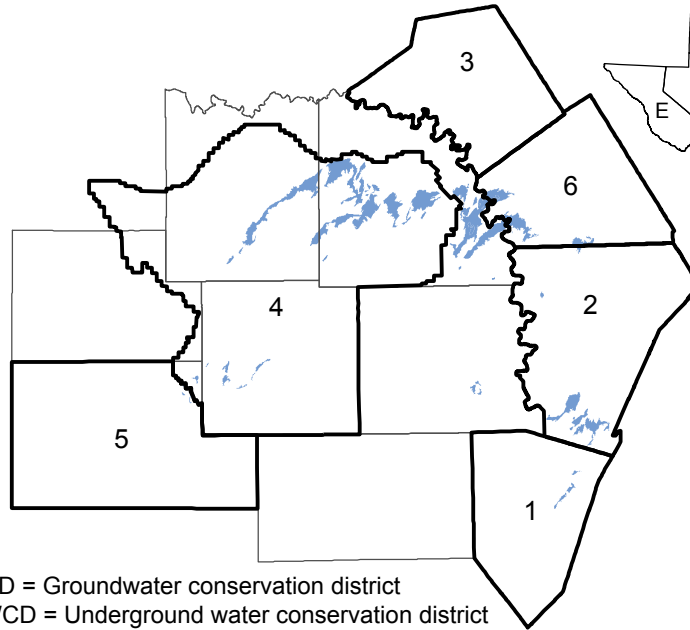 3
E
6
4
2
5
1
D = Groundwater conservation district
CD = Underground water conservation district